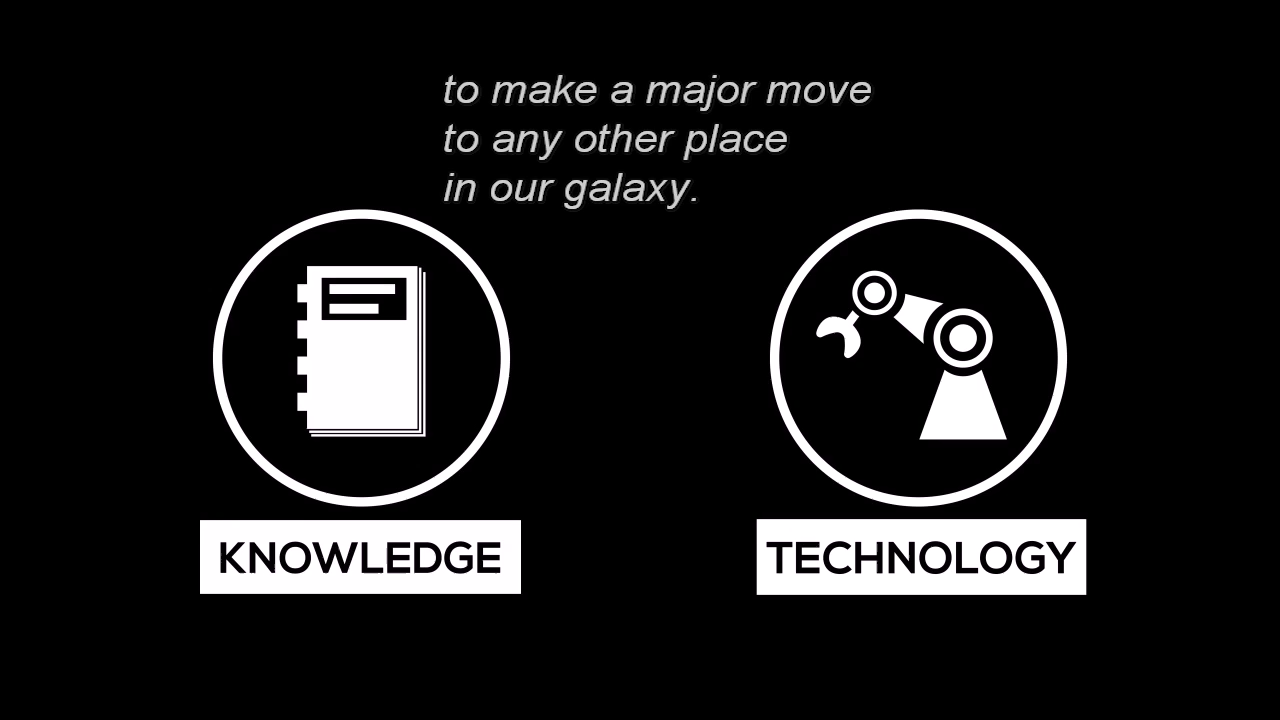 to make a major move
to any other place
in our galaxy.
KNOWLEDGE
TECHNOLOGY